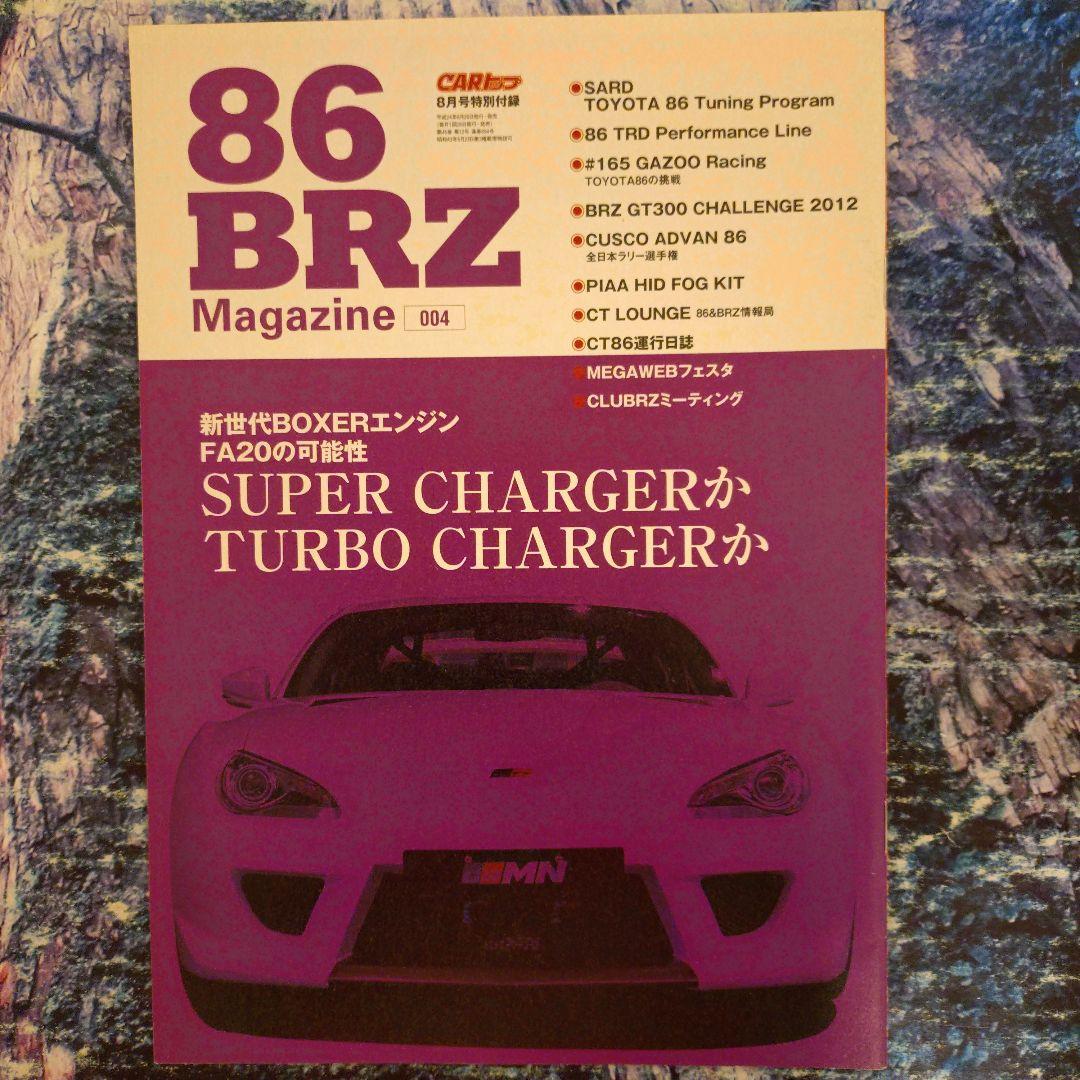 86
BRZ
Magazine 004
CARトップ
8月号特別付録
SARD
TOYOTA 86 Tuning Program
86 TRD Performance Line
#165 GAZOO Racing
TOYOTA86の挑戦
BRZ GT300 CHALLENGE 2012
CUSCO ADVAN 86
全日本ラリー選手権
PIAA HID FOG KIT
CT LOUNGE 86&BRZ情報局
CT86運行日誌
MEGAWEBフェスタ
CLUBRZミーティング
新世代BOXERエンジン
FA20の可能性
SUPER CHARGERか
TURBO CHARGERか